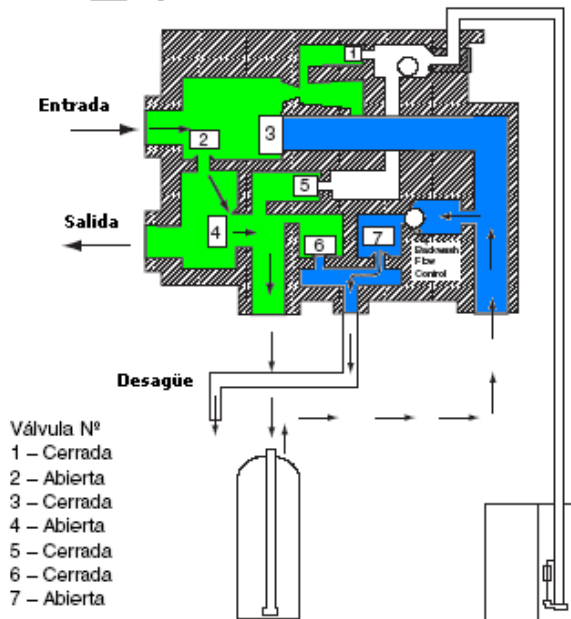 1
Entrada
2
3
5
Salida
4
6
7
Backwash
Flow
Control
Desagüe
Válvula Nº
1 – Cerrada
2 – Abierta
3 – Cerrada
4 – Abierta
5 – Cerrada
6 – Cerrada
7 – Abierta